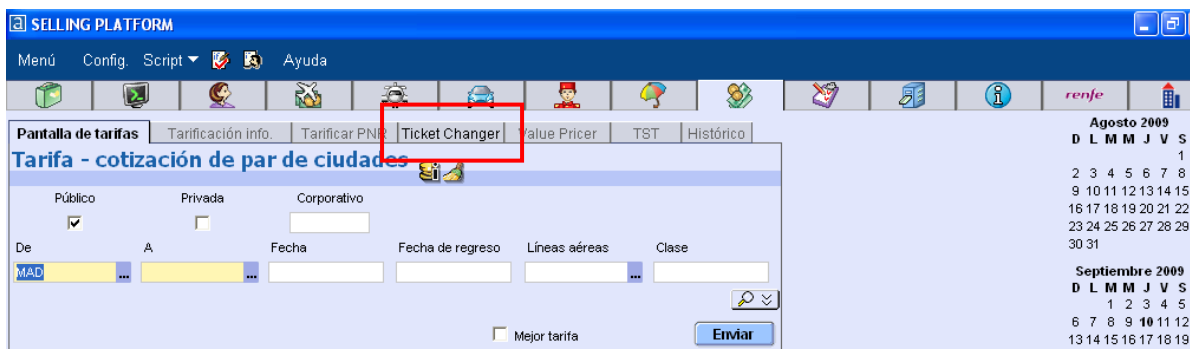 a SELLING PLATFORM
Menú Config. Script Ayuda
renfe
Pantalla de tarifas Tarificación info. Tarificar PNR Ticket Changer Value Pricer TST Histórico
Tarifa - cotización de par de ciudades
Público Privada Corporativo
De A Fecha Fecha de regreso Líneas aéreas Clase
MAD ... ... ...
Mejor tarifa Enviar
Agosto 2009
D L M M J V S
1
2 3 4 5 6 7 8
9 10 11 12 13 14 15
16 17 18 19 20 21 22
23 24 25 26 27 28 29
30 31
Septiembre 2009
D L M M J V S
1 2 3 4 5
6 7 8 9 10 11 12
13 14 15 16 17 18 19